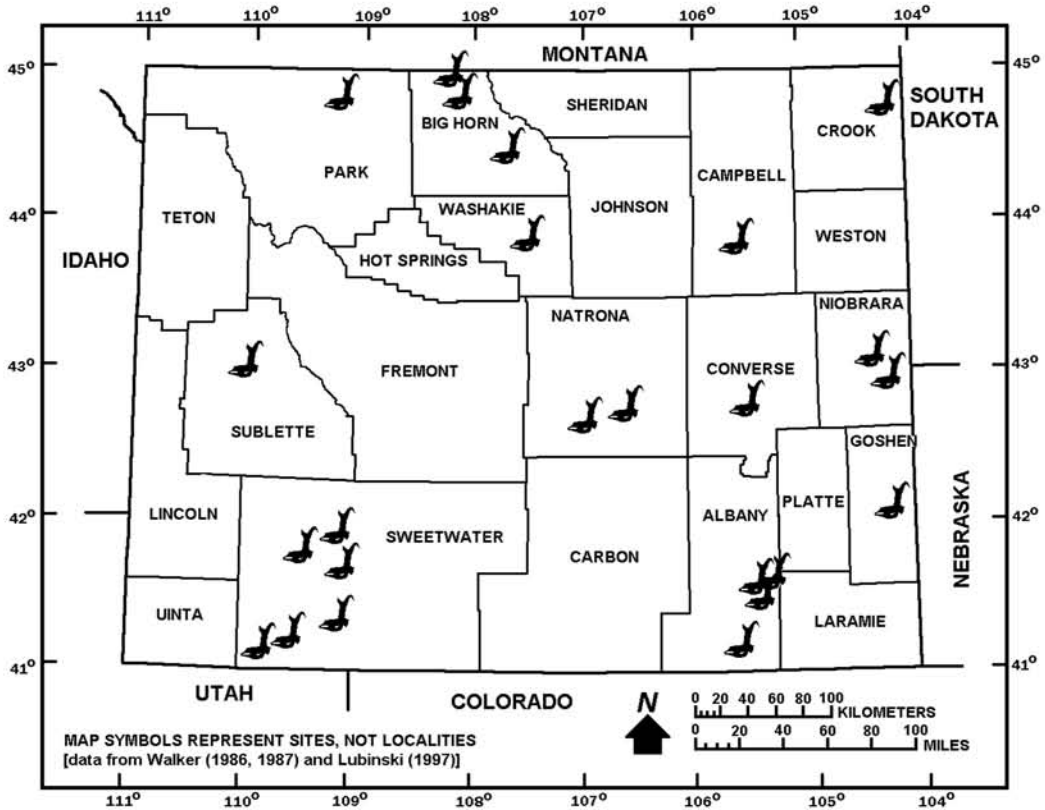 111° 110° 109° 108° 107° 106° 105° 104°
MONTANA
45° 45°
SHERIDAN
SOUTH
DAKOTA
BIG HORN
CROOK
PARK
CAMPBELL
TETON
WASHAKIE
JOHNSON
44° 44°
WESTON
IDAHO
HOT SPRINGS
NIOBRARA
NATRONA
43° 43°
FREMONT
CONVERSE
SUBLETTE
GOSHEN
LINCOLN
42° 42°
SWEETWATER
ALBANY
PLATTE
CARBON
NEBRASKA
UINTA
LARAMIE
41° 41°
UTAH
COLORADO
N
0 20 40 60 80 100
KILOMETERS
0 20 40 60 80 100
MILES
MAP SYMBOLS REPRESENT SITES, NOT LOCALITIES
[data from Walker (1986, 1987) and Lubinski (1997)]
111° 110° 109° 108° 107° 106° 105° 104°